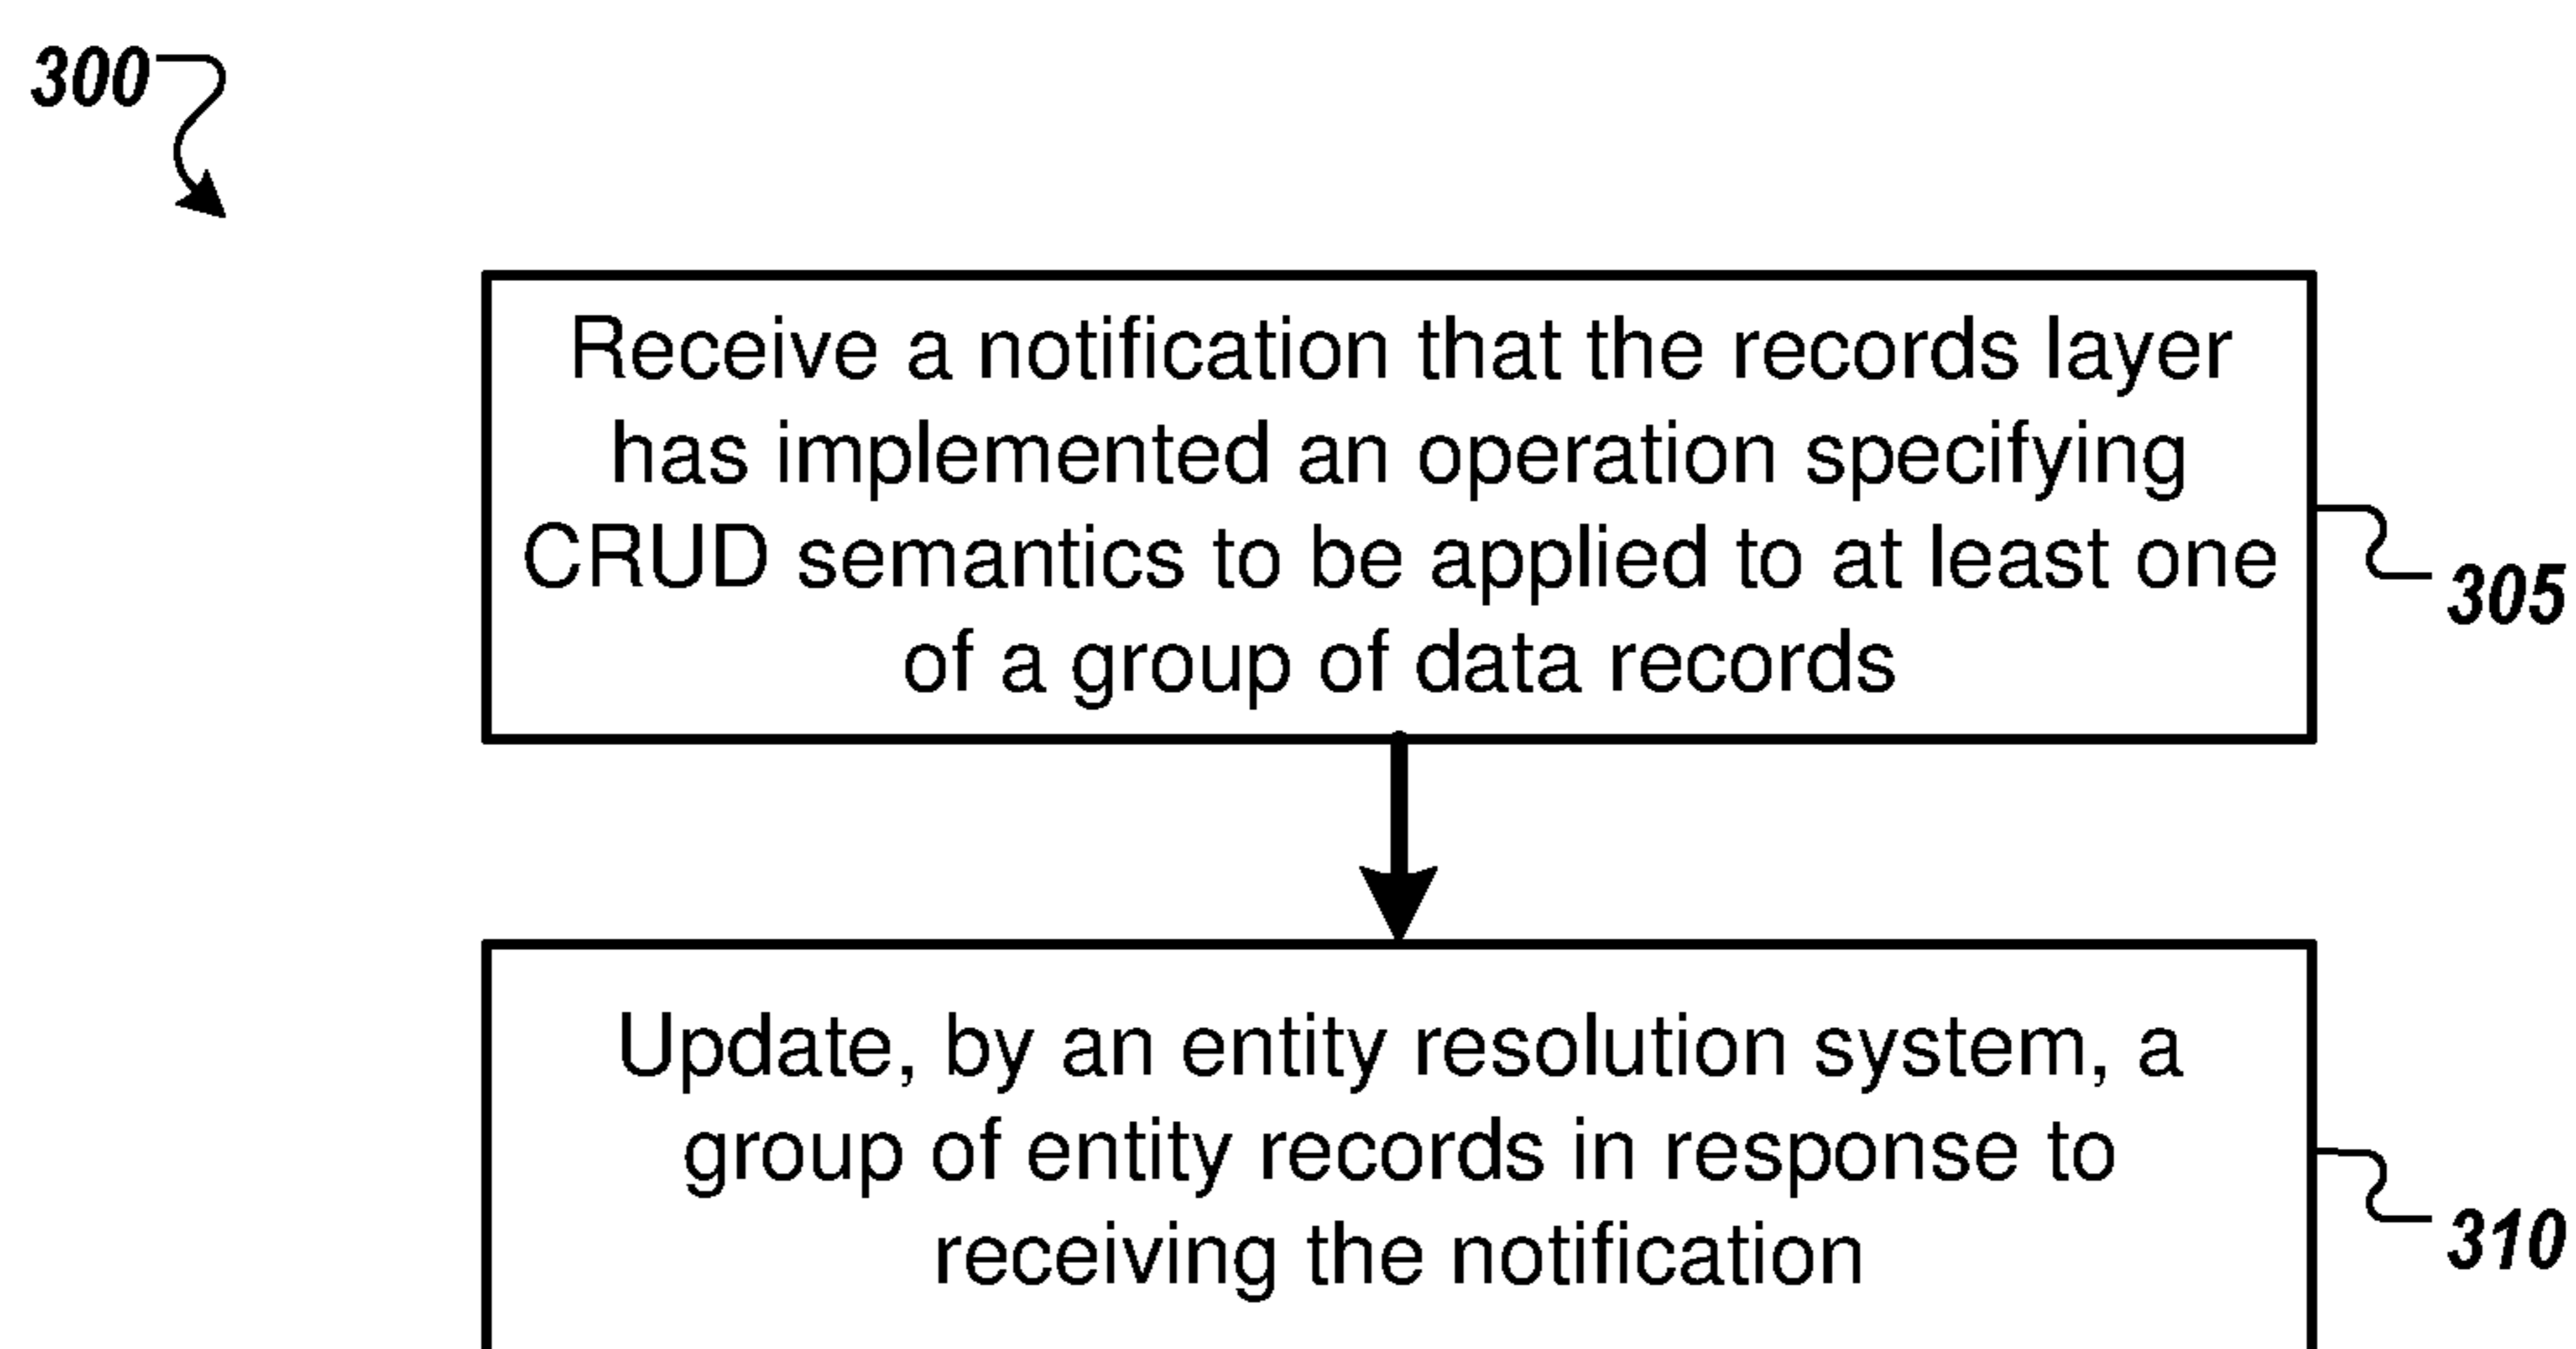 300
Receive a notification that the records layer
has implemented an operation specifying
CRUD semantics to be applied to at least one
of a group of data records
305
Update, by an entity resolution system, a
group of entity records in response to
receiving the notification
310